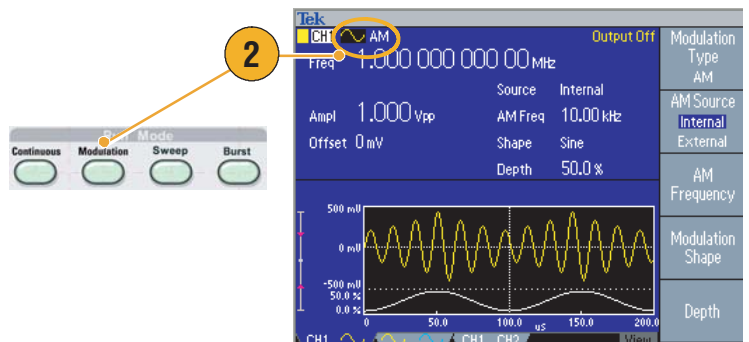 Tek
CH1 AM Output Off
Freq 1.000 000 000 00 MHz
Source Internal
Ampl 1.000 Vpp AM Freq 10.00 kHz
Offset 0 mV Shape Sine
Depth 50.0 %
500 mV
0 mV
-500 mV
50.0 %
0.0 %
0 50.0 100.0 us 150.0 200.0
CH1 CH1 CH2 View
Modulation
Type
AM
AM Source
Internal
External
AM
Frequency
Modulation
Shape
Depth
2
Run Mode
Continuous Modulation Sweep Burst